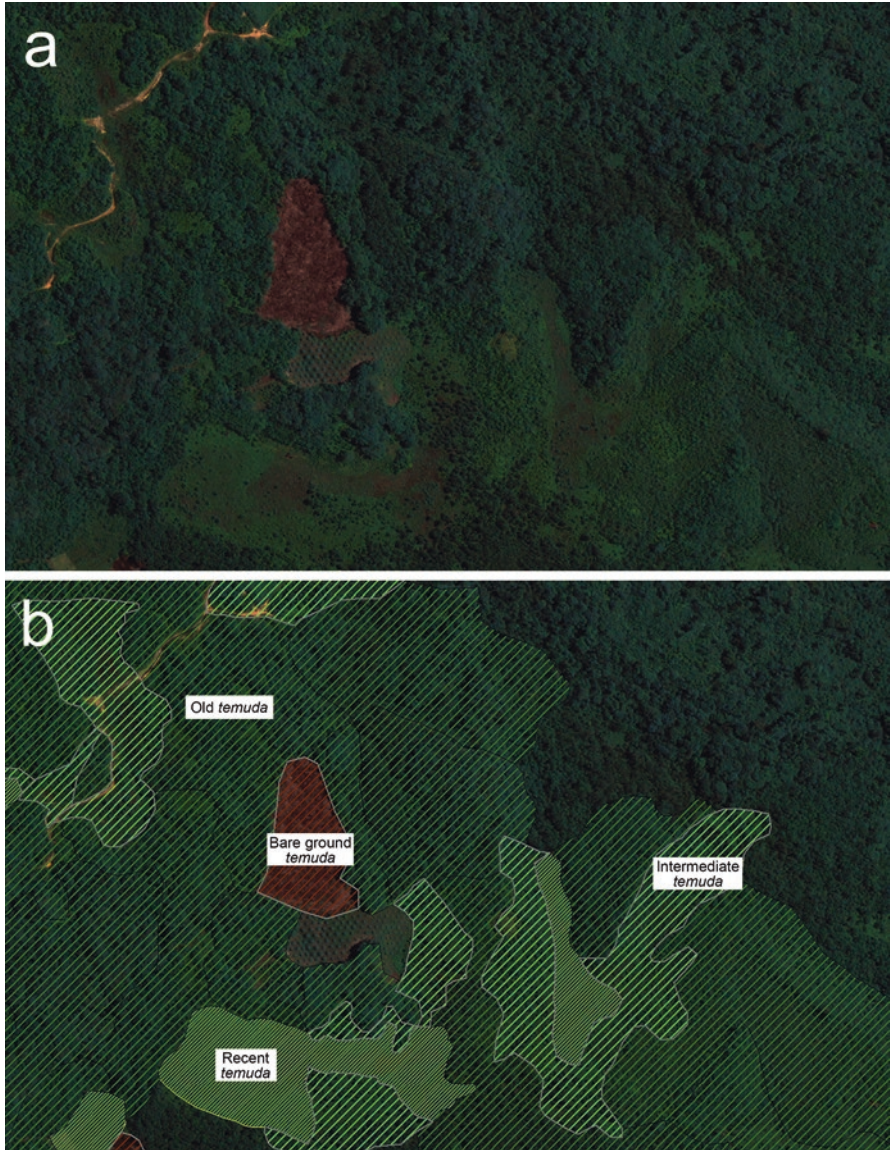 a
b
Old temuda
Bare ground
temuda
Intermediate
temuda
Recent
temuda